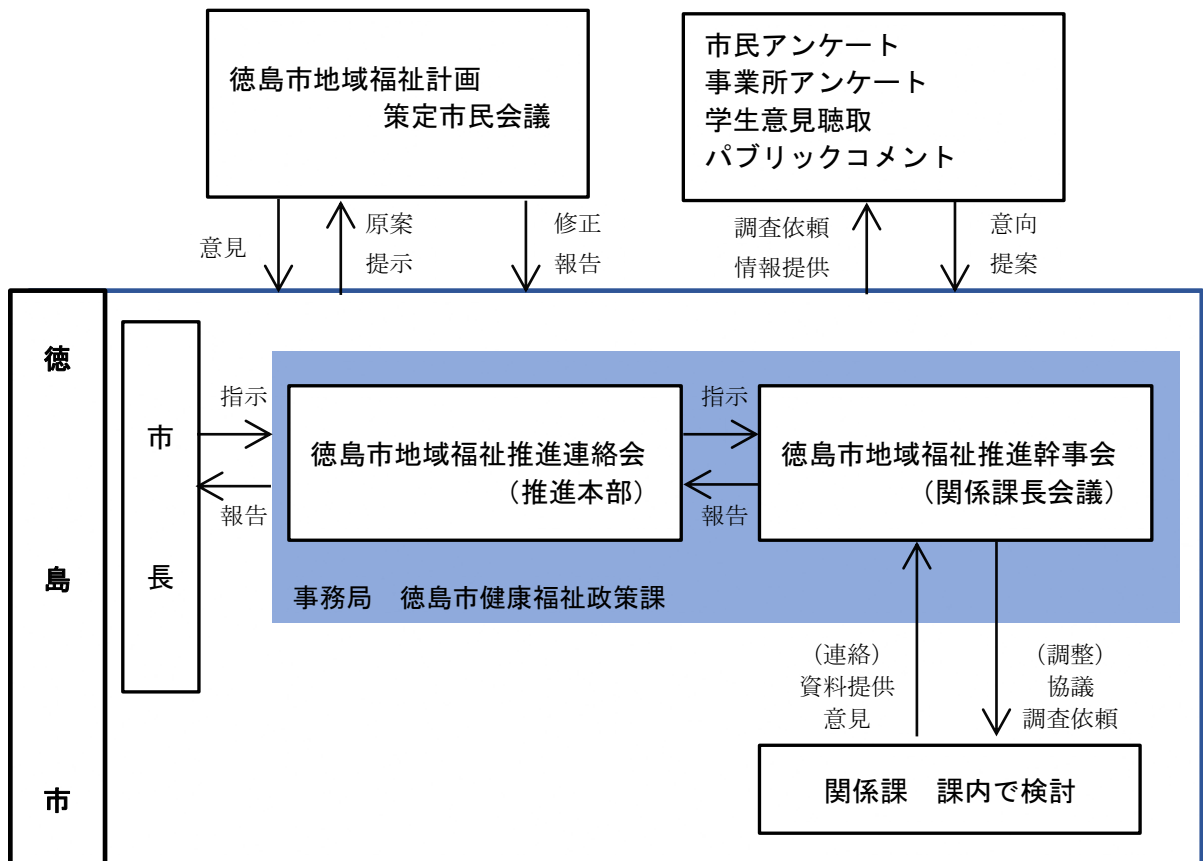 徳島市地域福祉計画
策定市民会議
市民アンケート
事業所アンケート
学生意見聴取
パブリックコメント
意見
原案
提示
修正
報告
調査依頼
情報提供
意向
提案
徳島市
市長
指示
報告
徳島市地域福祉推進連絡会
（推進本部）
指示
報告
徳島市地域福祉推進幹事会
（関係課長会議）
事務局　徳島市健康福祉政策課
（連絡）
資料提供
意見
（調整）
協議
調査依頼
関係課　課内で検討